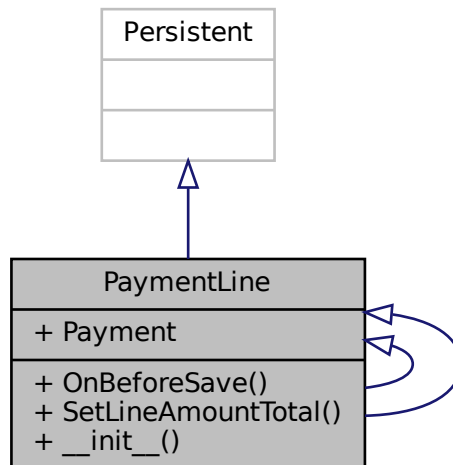 Persistent
PaymentLine
+ Payment
+ OnBeforeSave()
+ SetLineAmountTotal()
+ __init__()